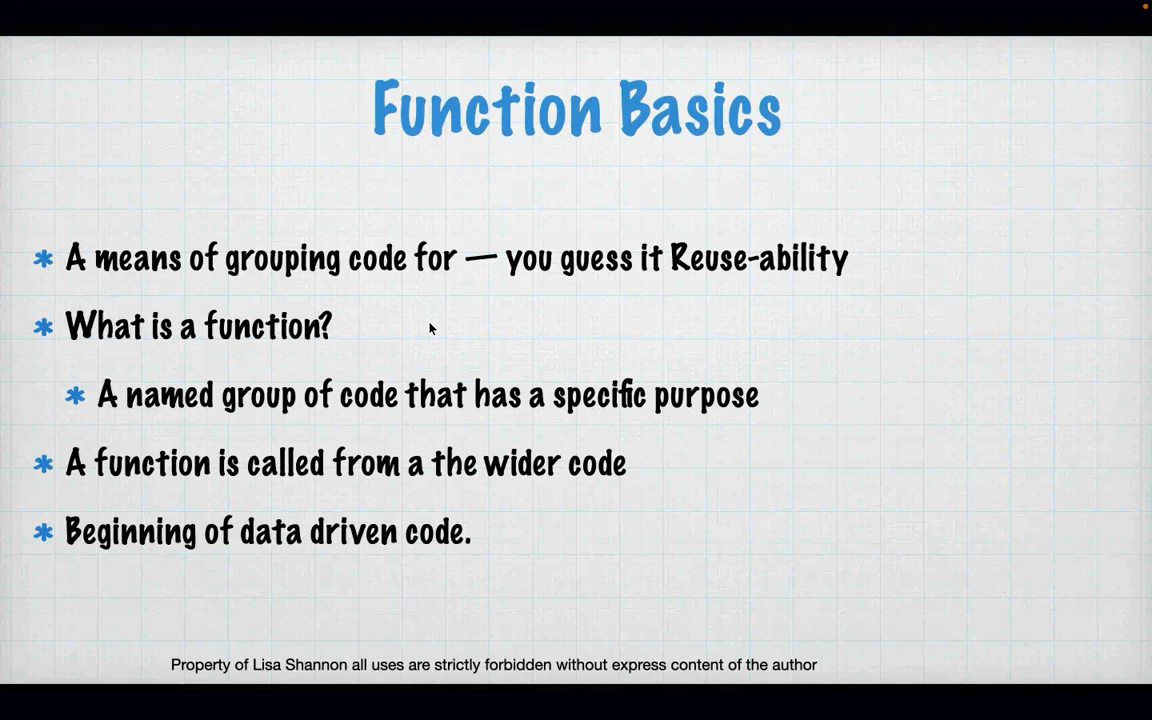 Function Basics
* A means of grouping code for — you guess it Reuse-ability
* What is a function?
* A named group of code that has a specific purpose
* A function is called from a the wider code
* Beginning of data driven code.
Property of Lisa Shannon all uses are strictly forbidden without express content of the author